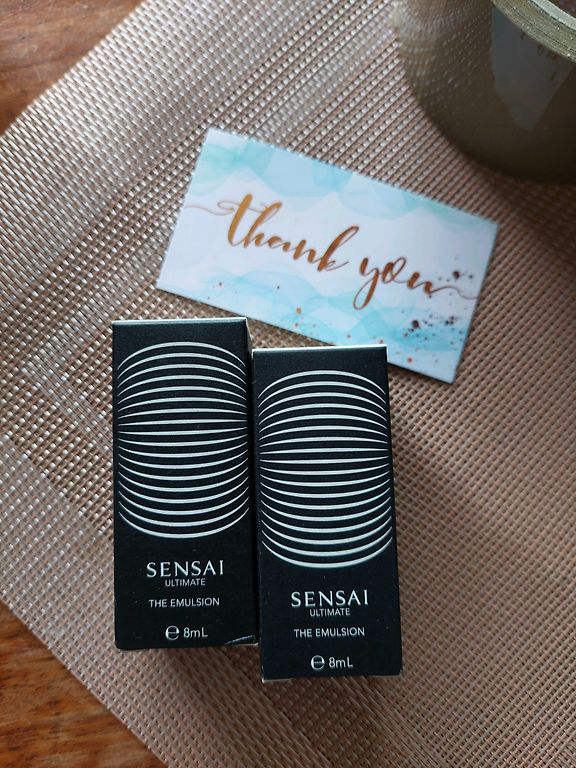 thank you
SENSAI
ULTIMATE
THE EMULSION
℮ 8mL
SENSAI
ULTIMATE
THE EMULSION
℮ 8mL